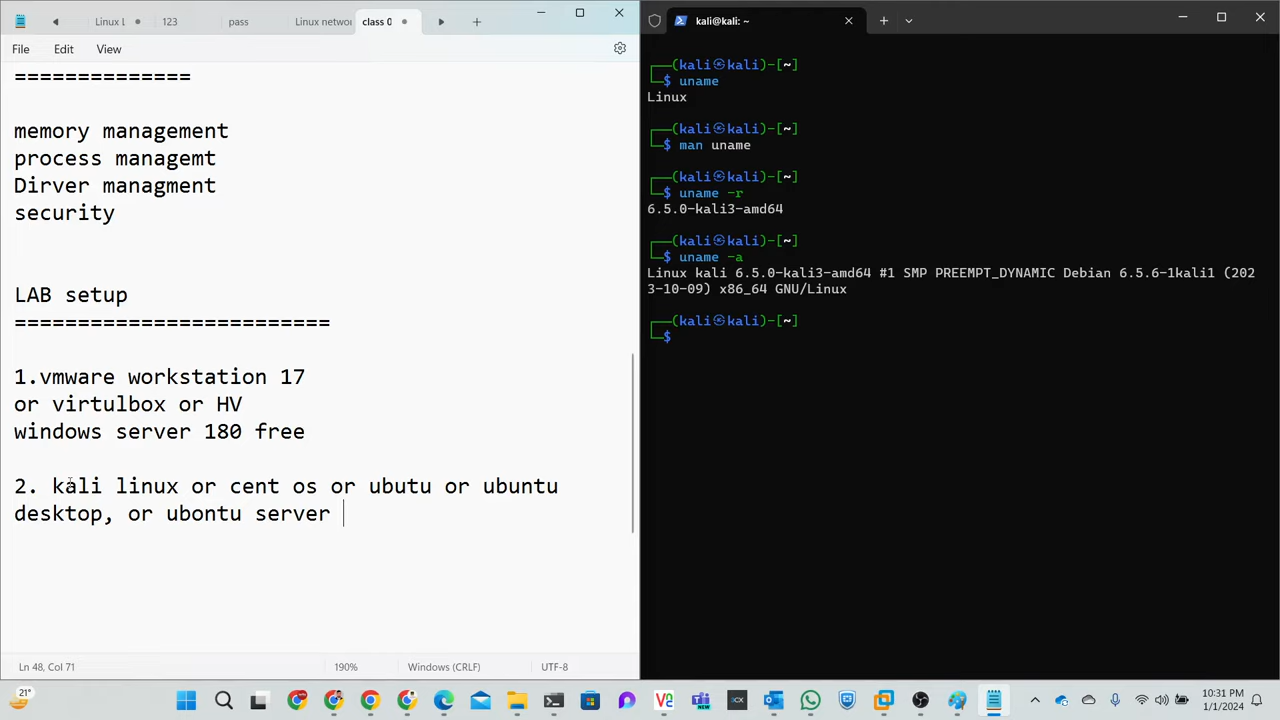 Linux L
123
pass
Linux networ
class 0
File
Edit
View
==============
memory management
process managemt
Dirver managment
security
LAB setup
=========================
1.vmware workstation 17
or virtulbox or HV
windows server 180 free
2. kali linux or cent os or ubutu or ubuntu
desktop, or ubontu server
Ln 48, Col 71
190%
Windows (CRLF)
UTF-8
kali@kali: ~
┌──(kali㉿kali)-[~]
└─$ uname
Linux
┌──(kali㉿kali)-[~]
└─$ man uname
┌──(kali㉿kali)-[~]
└─$ uname -r
6.5.0-kali3-amd64
┌──(kali㉿kali)-[~]
└─$ uname -a
Linux kali 6.5.0-kali3-amd64 #1 SMP PREEMPT_DYNAMIC Debian 6.5.6-1kali1 (202
3-10-09) x86_64 GNU/Linux
┌──(kali㉿kali)-[~]
└─$
21°
10:31 PM
1/1/2024